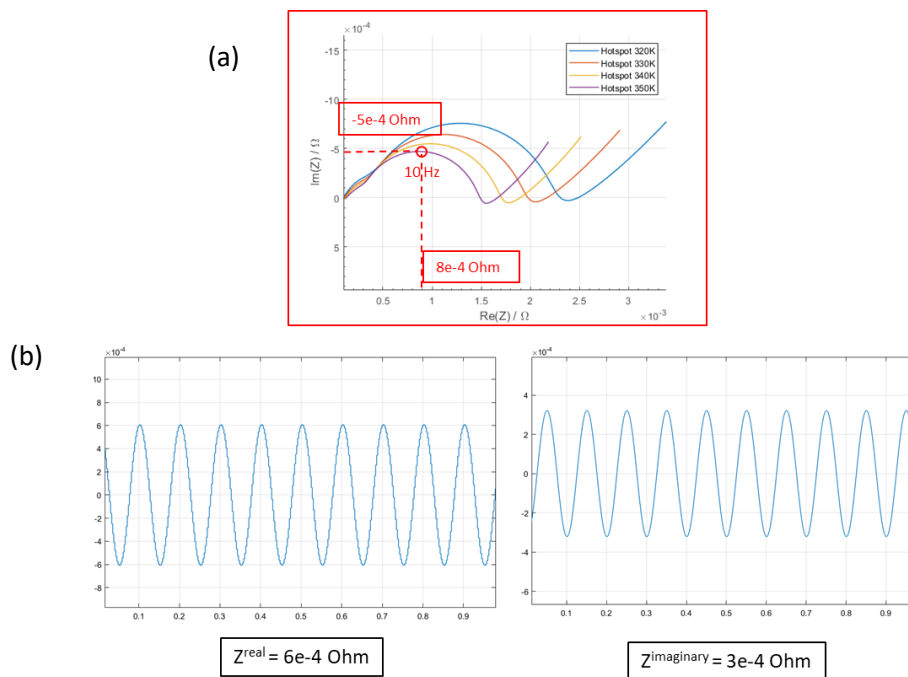 (a)
×10⁻⁴
-15
-10
-5
0
5
Im(Z) / Ω
Hotspot 320K
Hotspot 330K
Hotspot 340K
Hotspot 350K
-5e-4 Ohm
10 Hz
8e-4 Ohm
0.5 1 1.5 2 2.5 3
×10⁻³
Re(Z) / Ω
(b)
×10⁻⁴
10
8
6
4
2
0
-2
-4
-6
-8
0.1 0.2 0.3 0.4 0.5 0.6 0.7 0.8 0.9
Zʳᵉᵃˡ = 6e-4 Ohm
×10⁻⁴
4
2
0
-2
-4
-6
0.1 0.2 0.3 0.4 0.5 0.6 0.7 0.8 0.9
Zⁱᵐᵃᵍⁱⁿᵃʳʸ = 3e-4 Ohm